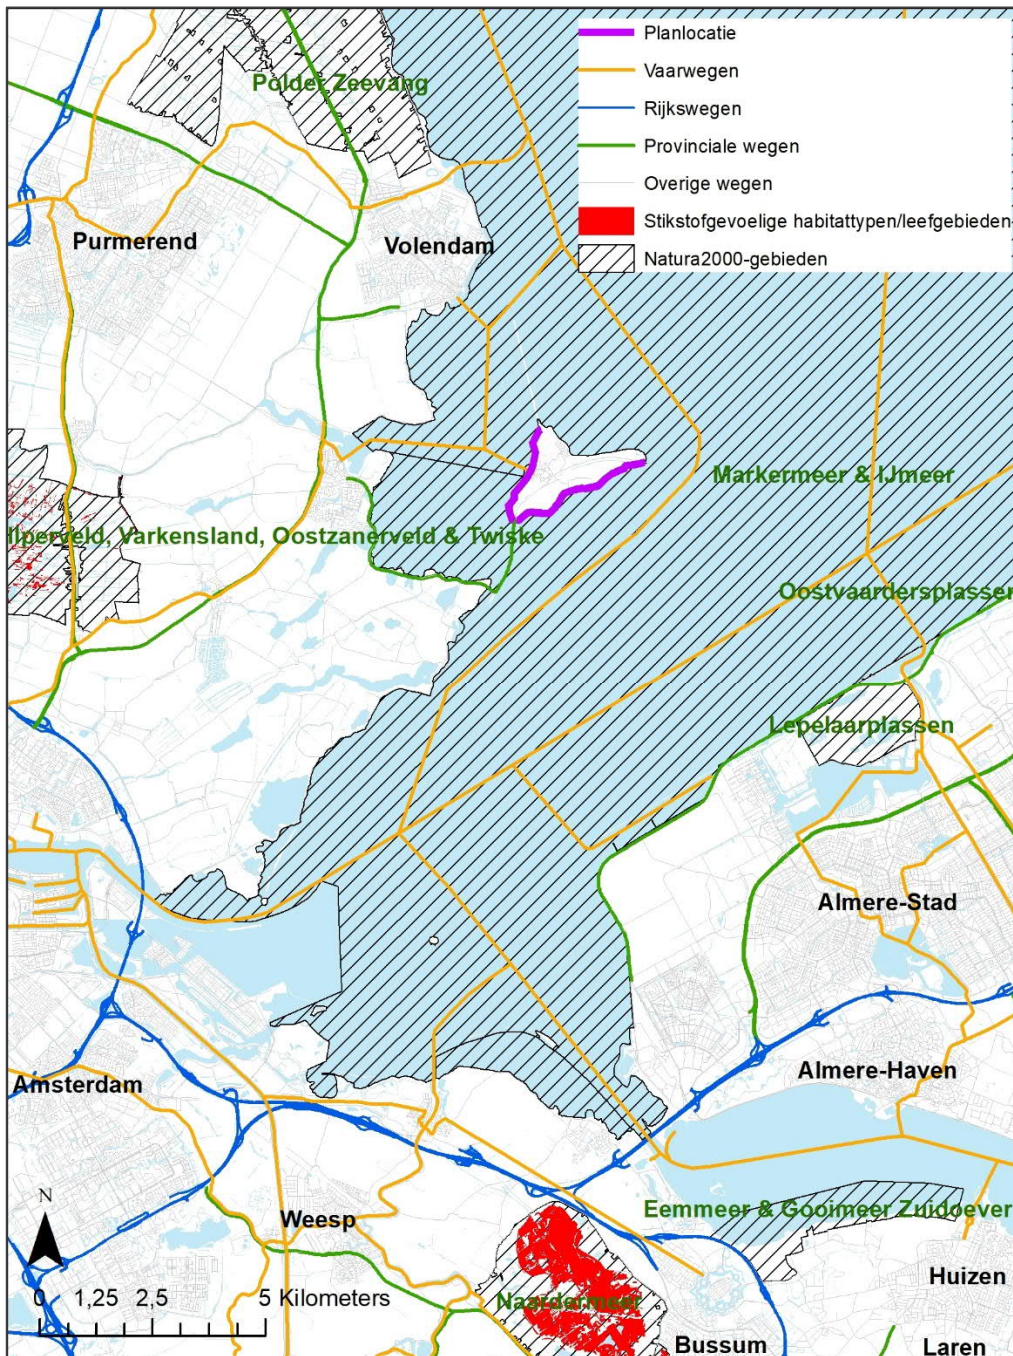 Planlocatie
Vaarwegen
Rijkswegen
Provinciale wegen
Overige wegen
Stikstofgevoelige habitattypen/leefgebieden
Natura2000-gebieden
Polder Zeevang
Purmerend
Volendam
Markermeer & IJmeer
Ilperveld, Varkensland, Oostzanerveld & Twiske
Oostvaardersplassen
Lepelaarplassen
Almere-Stad
Amsterdam
Almere-Haven
Weesp
Eemmeer & Gooimeer Zuidoever
N
Huizen
0 1,25 2,5 5 Kilometers
Naardermeer
Bussum
Laren